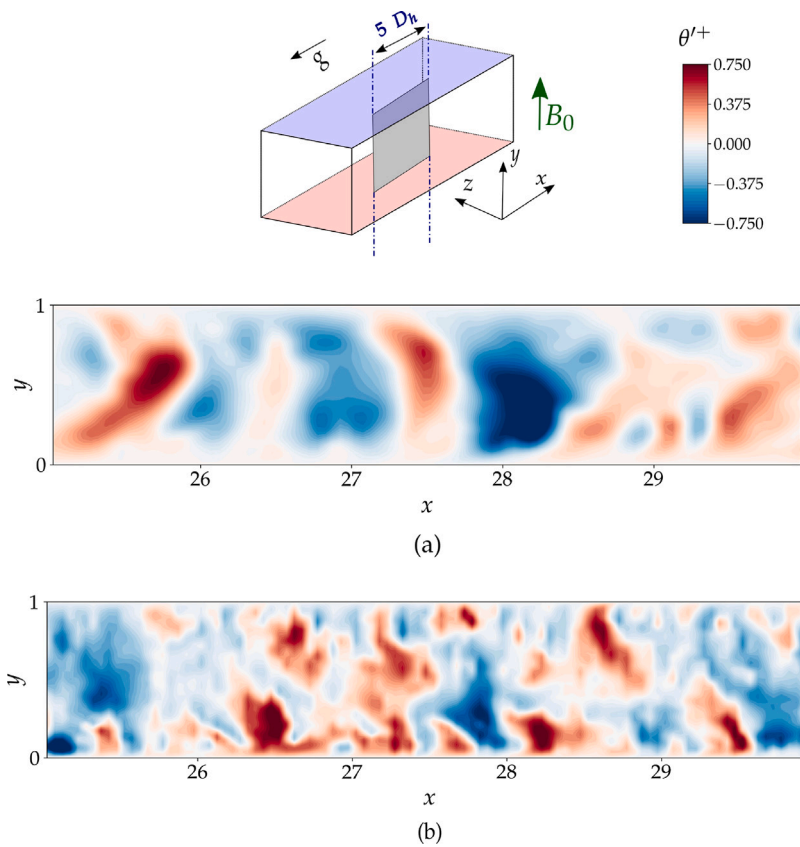 5 D_h
g
B_0
y
z
x
θ′+
0.750
0.375
0.000
−0.375
−0.750
1
y
0
26 27 28 29
x
(a)
1
y
0
26 27 28 29
x
(b)